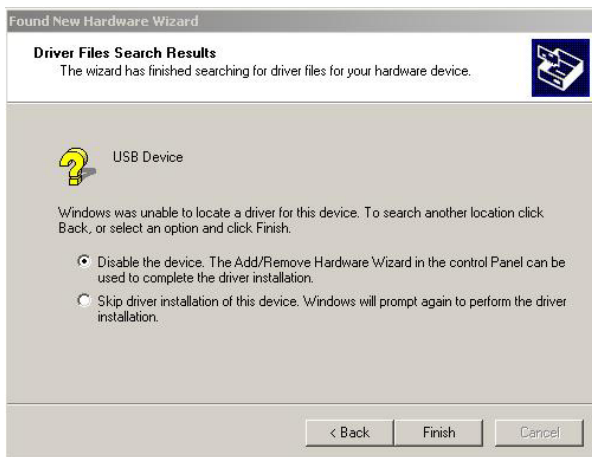 Found New Hardware Wizard
Driver Files Search Results
The wizard has finished searching for driver files for your hardware device.
USB Device
Windows was unable to locate a driver for this device. To search another location click
Back, or select an option and click Finish.
Disable the device. The Add/Remove Hardware Wizard in the control Panel can be
used to complete the driver installation.
Skip driver installation of this device. Windows will prompt again to perform the driver
installation.
< Back
Finish
Cancel